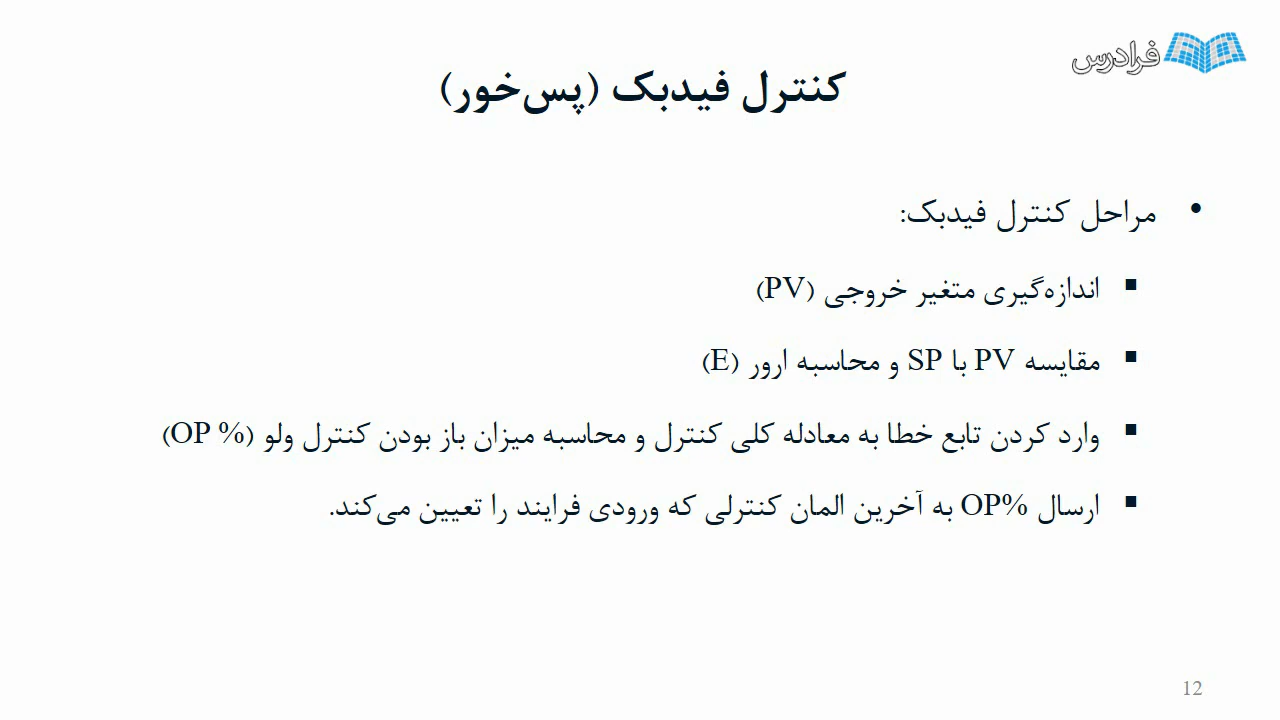 فرادرس
کنترل فیدبک (پس‌خور)
• مراحل کنترل فیدبک:
▪ اندازه‌گیری متغیر خروجی (PV)
▪ مقایسه PV با SP و محاسبه ارور (E)
▪ وارد کردن تابع خطا به معادله کلی کنترل و محاسبه میزان باز بودن کنترل ولو (OP %)
▪ ارسال OP% به آخرین المان کنترلی که ورودی فرایند را تعیین می‌کند.
12